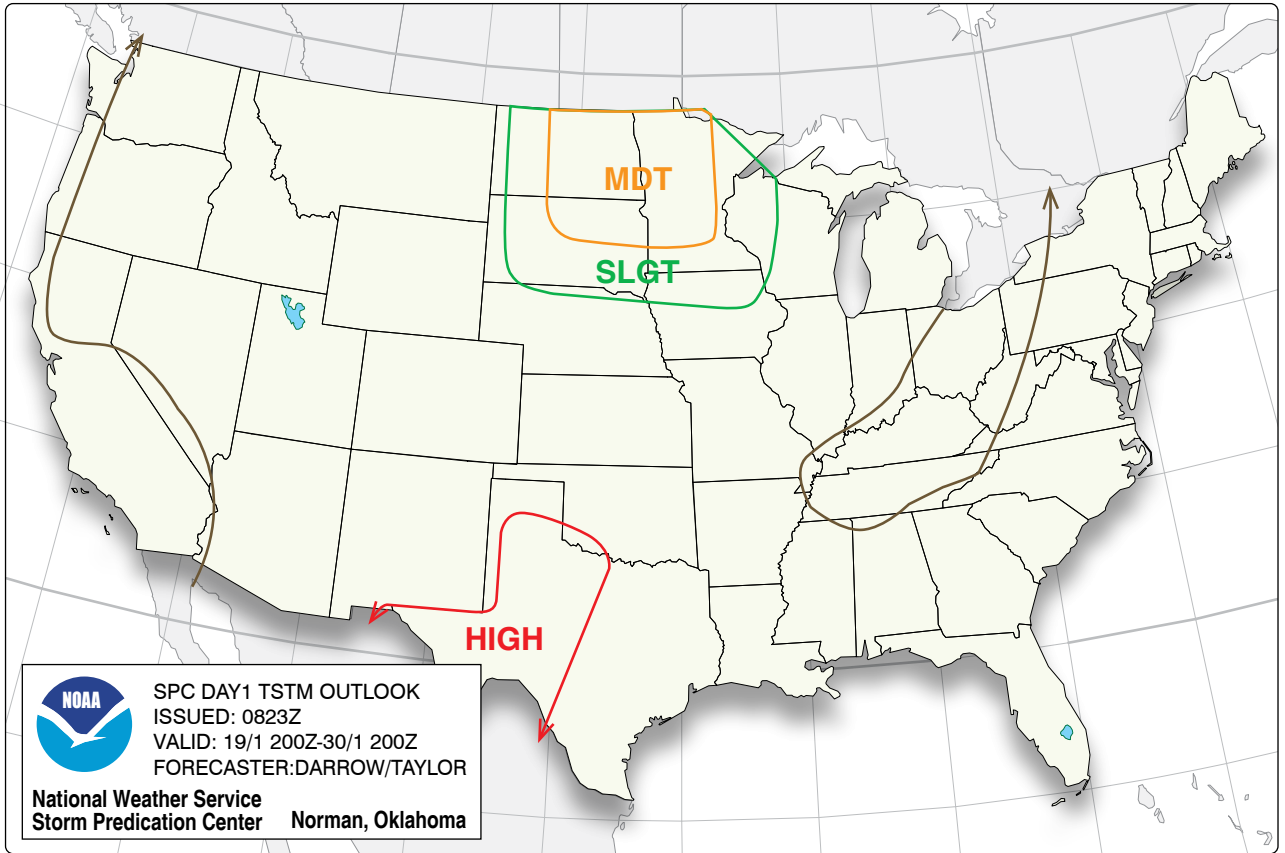 MDT
SLGT
HIGH
NOAA
SPC DAY1 TSTM OUTLOOK
ISSUED: 0823Z
VALID: 19/1 200Z-30/1 200Z
FORECASTER:DARROW/TAYLOR
National Weather Service
Storm Predication Center Norman, Oklahoma